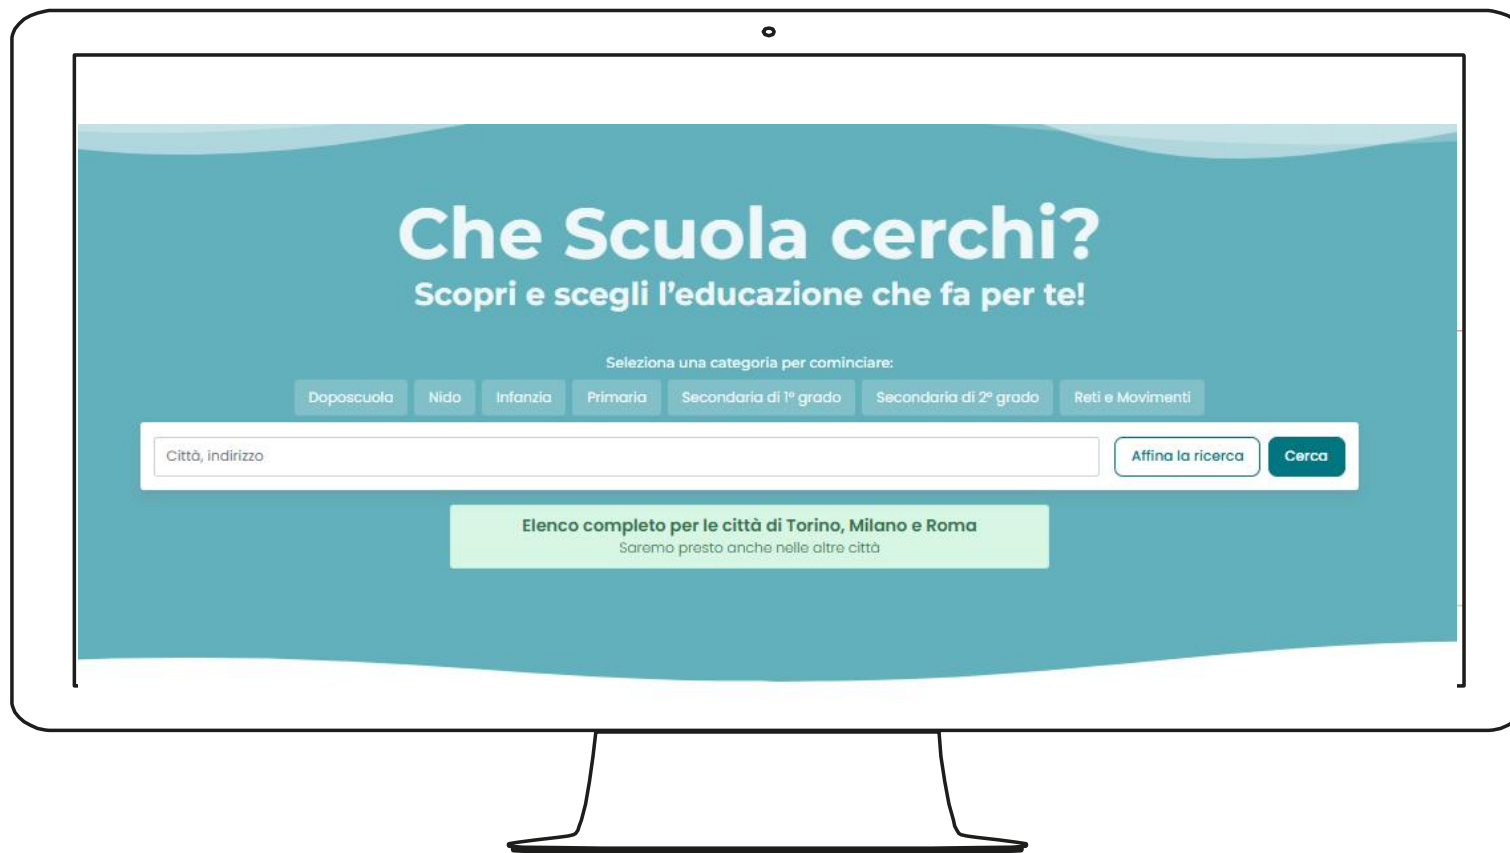 Che Scuola cerchi?
Scopri e scegli l’educazione che fa per te!
Seleziona una categoria per cominciare:
Doposcuola Nido Infanzia Primaria Secondaria di 1º grado Secondaria di 2º grado Reti e Movimenti
Città, indirizzo Affina la ricerca Cerca
Elenco completo per le città di Torino, Milano e Roma
Saremo presto anche nelle altre città